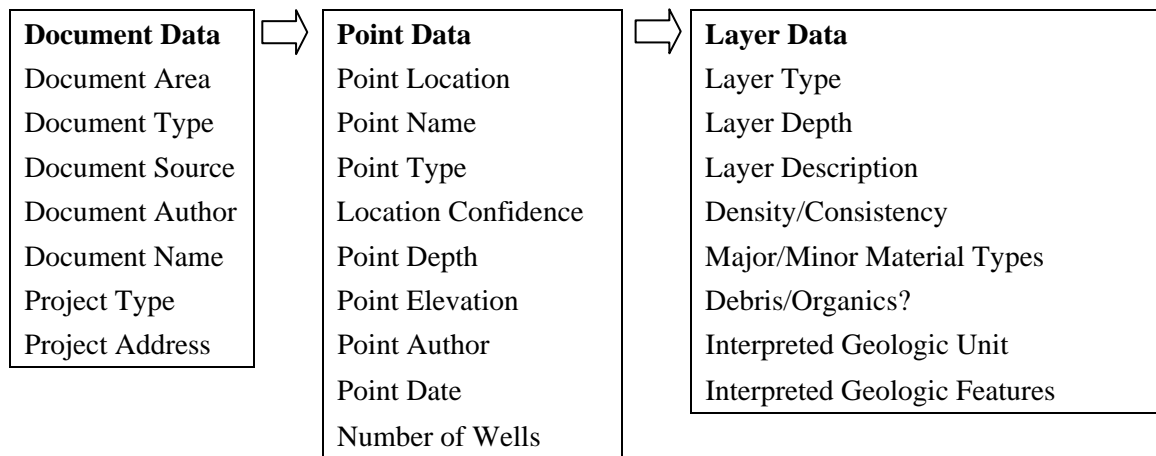 Document Data
Document Area
Document Type
Document Source
Document Author
Document Name
Project Type
Project Address
Point Data
Point Location
Point Name
Point Type
Location Confidence
Point Depth
Point Elevation
Point Author
Point Date
Number of Wells
Layer Data
Layer Type
Layer Depth
Layer Description
Density/Consistency
Major/Minor Material Types
Debris/Organics?
Interpreted Geologic Unit
Interpreted Geologic Features